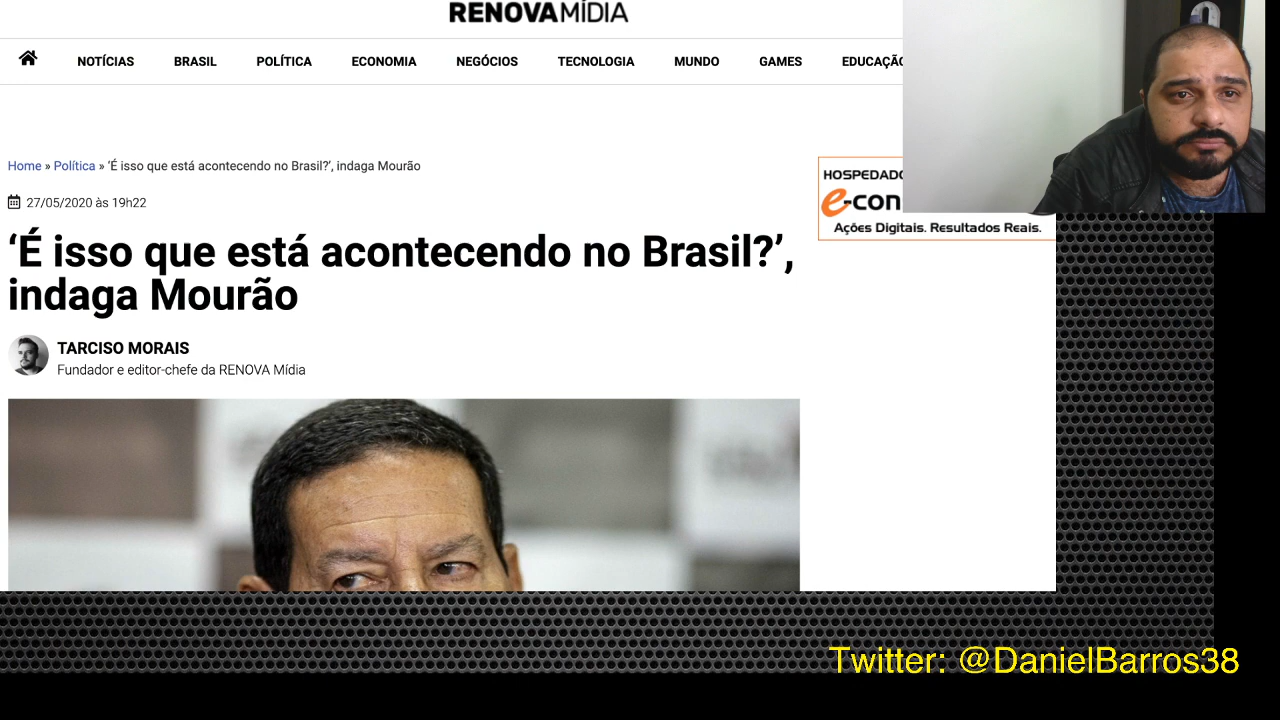 RENOVAMÍDIA
NOTÍCIAS BRASIL POLÍTICA ECONOMIA NEGÓCIOS TECNOLOGIA MUNDO GAMES EDUCAÇÃO
Home » Política » ‘É isso que está acontecendo no Brasil?’, indaga Mourão
27/05/2020 às 19h22
‘É isso que está acontecendo no Brasil?’,
indaga Mourão
TARCISO MORAIS
Fundador e editor-chefe da RENOVA Mídia
HOSPEDADO
e-con
Ações Digitais. Resultados Reais.
Twitter: @DanielBarros38